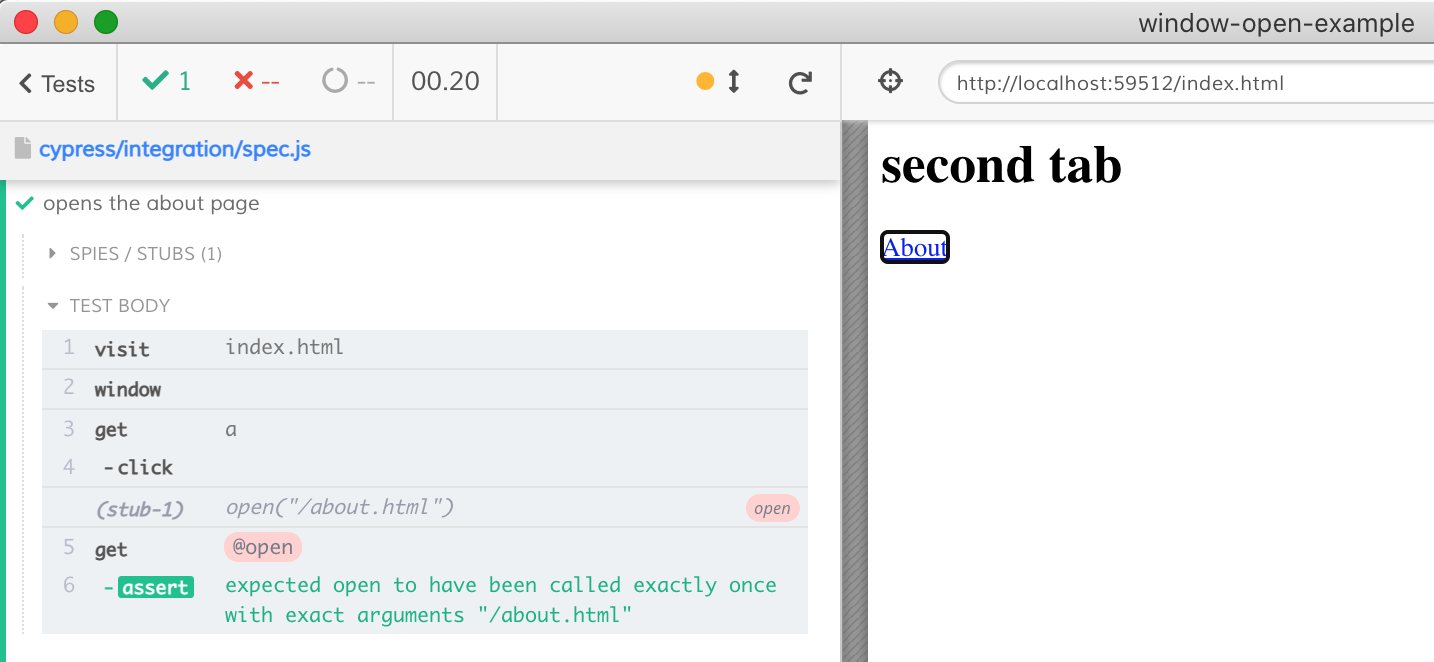 window-open-example
Tests 1 -- -- 00.20
http://localhost:59512/index.html
cypress/integration/spec.js
opens the about page
SPIES / STUBS (1)
TEST BODY
1 visit index.html
2 window
3 get a
4 -click
(stub-1) open("/about.html") open
5 get @open
6 -assert expected open to have been called exactly once
with exact arguments "/about.html"
second tab
About